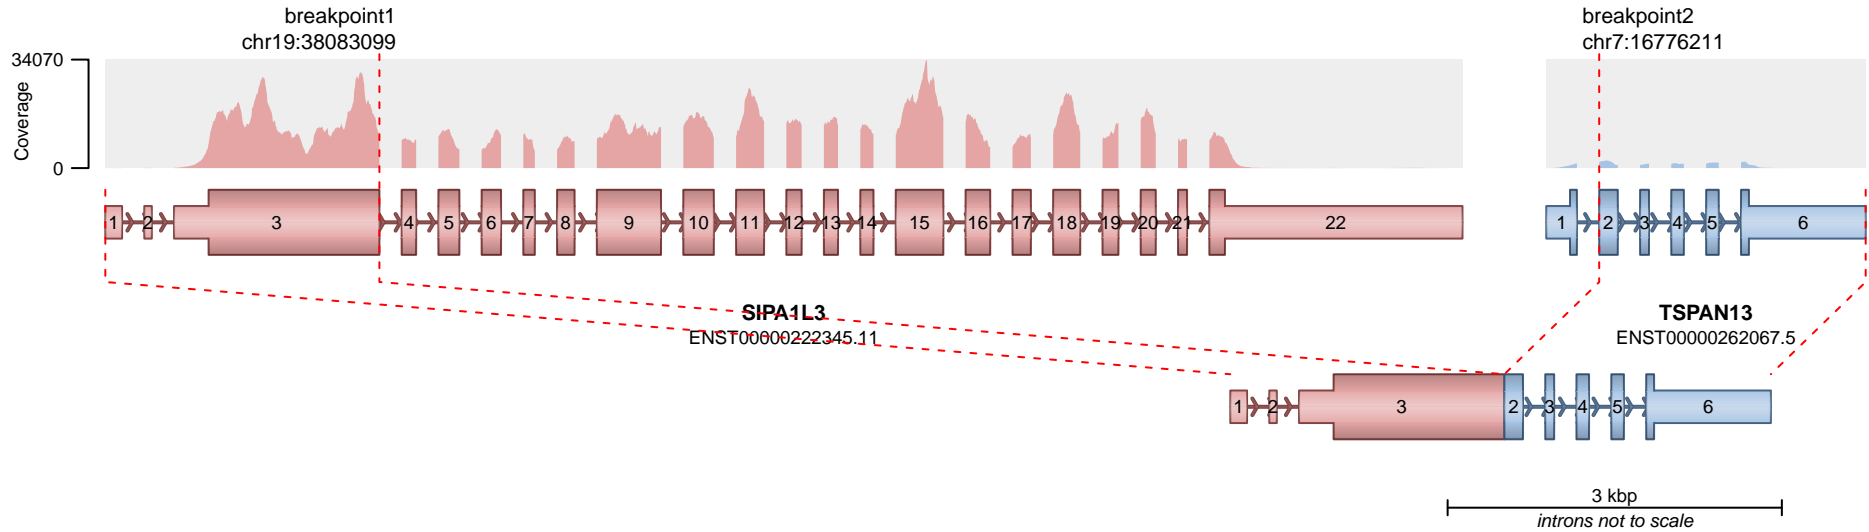 breakpoint1
chr19:38083099
breakpoint2
chr7:16776211
34070
Coverage
0
1 2 3 4 5 6 7 8 9 10 11 12 13 14 15 16 17 18 19 20 21 22
1 2 3 4 5 6
SIPA1L3
ENST00000222345.11
TSPAN13
ENST00000262067.5
1 2 3 2 3 4 5 6
3 kbp
introns not to scale